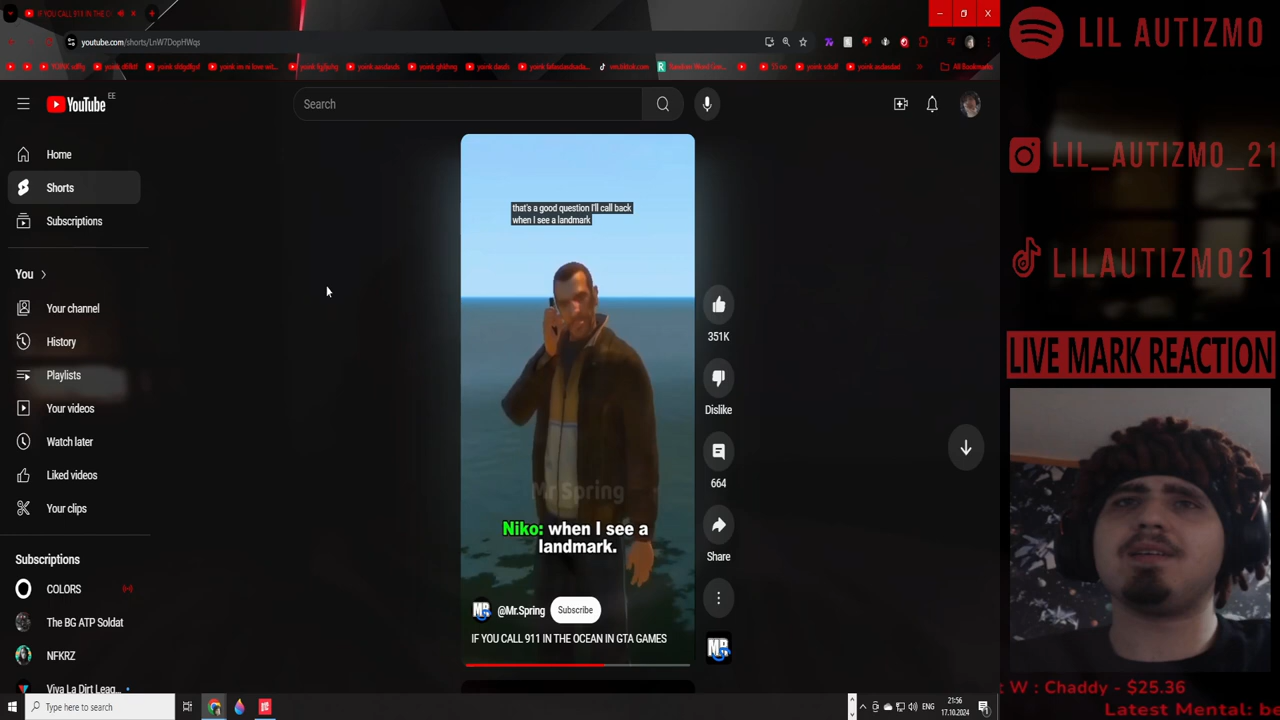 youtube.com/shorts/LnW7DopHWqs
All Bookmarks
YouTube EE
Search
Home
Shorts
Subscriptions
You
Your channel
History
Playlists
Your videos
Watch later
Liked videos
Your clips
Subscriptions
COLORS
The BG ATP Soldat
NFKRZ
Viva La Dirt Leag...
that's a good question I'll call back
when I see a landmark
Mr Spring
Niko: when I see a
landmark.
@Mr.Spring Subscribe
IF YOU CALL 911 IN THE OCEAN IN GTA GAMES
351K
Dislike
664
Share
LIL AUTIZMO
LIL_AUTIZMO_21
LILAUTIZMO21
LIVE MARK REACTION
t W : Chaddy - $25.36
Latest Mental: be
Type here to search
ENG
21:56
17.10.2024